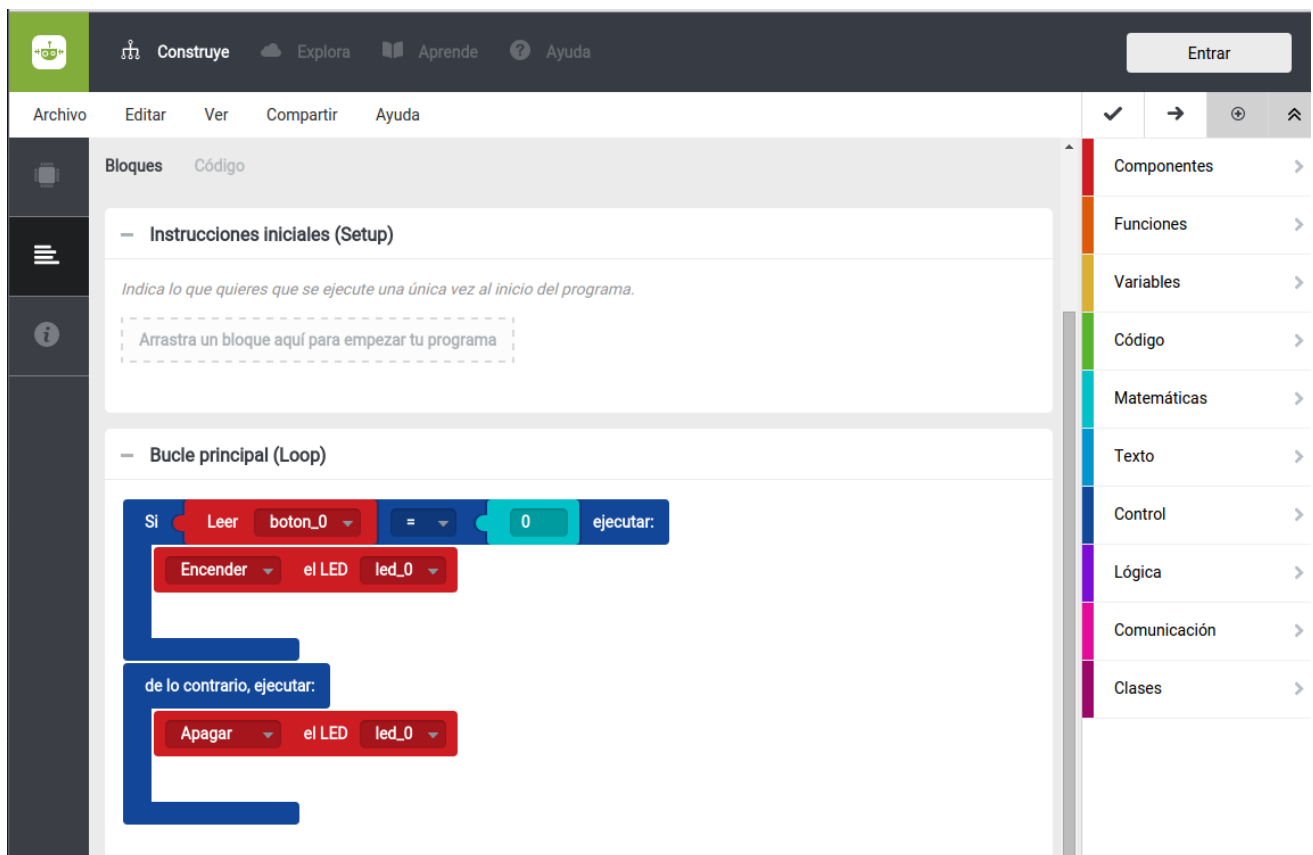 Construye Explora Aprende Ayuda Entrar
Archivo Editar Ver Compartir Ayuda
Bloques Código
Instrucciones iniciales (Setup)
Indica lo que quieres que se ejecute una única vez al inicio del programa.
Arrastra un bloque aquí para empezar tu programa
Bucle principal (Loop)
Si Leer boton_0 = 0 ejecutar:
Encender el LED led_0
de lo contrario, ejecutar:
Apagar el LED led_0
Componentes
Funciones
Variables
Código
Matemáticas
Texto
Control
Lógica
Comunicación
Clases